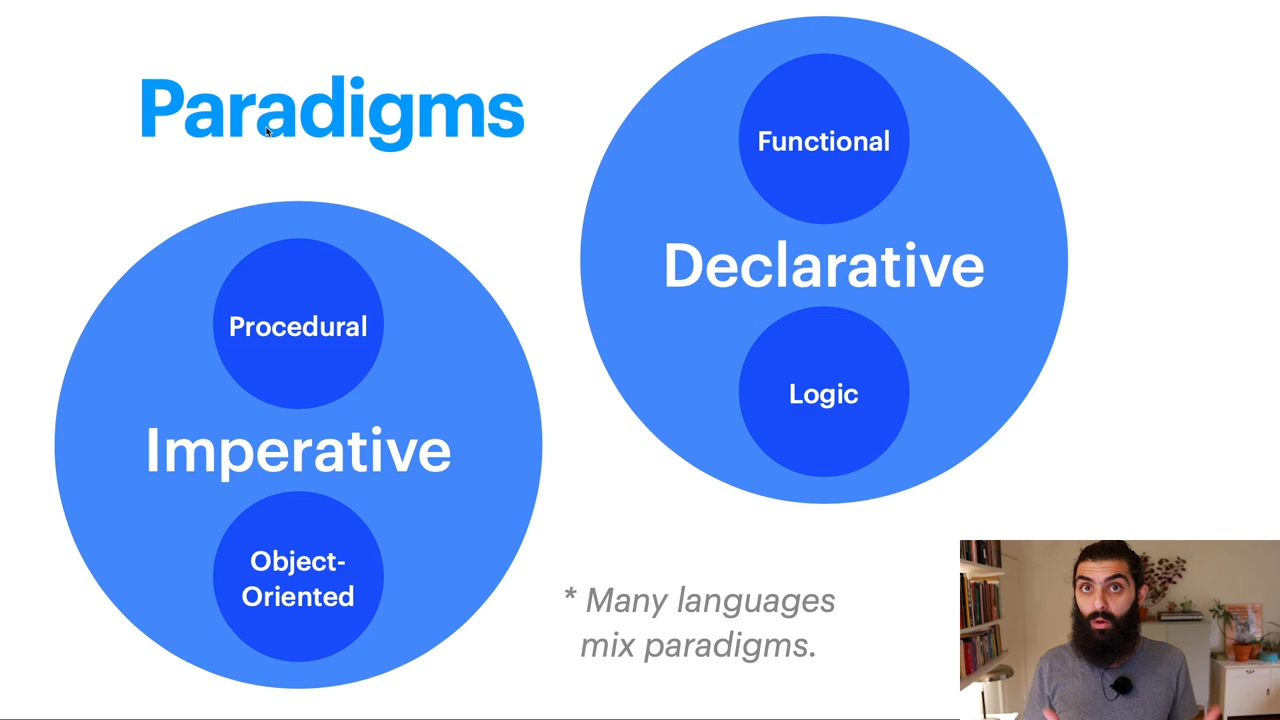 Paradigms
Procedural
Imperative
Object-
Oriented
Functional
Declarative
Logic
* Many languages
mix paradigms.